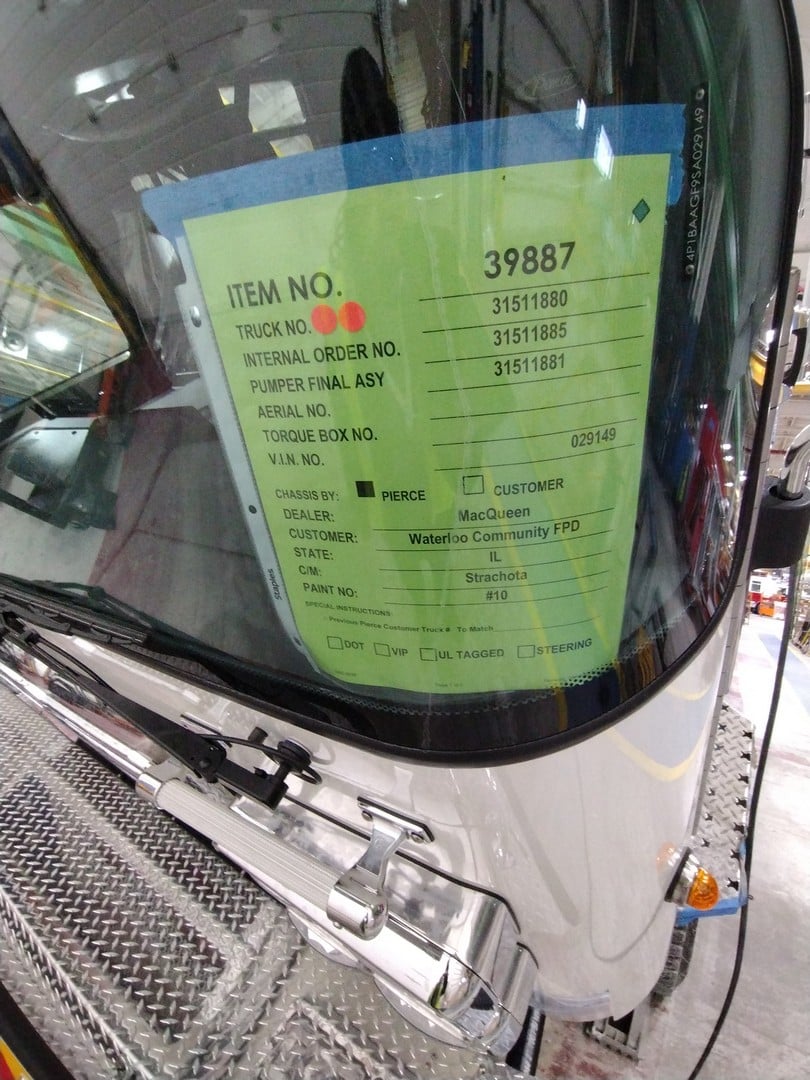 4P1BAAGF9SA029149
ITEM NO. 39887
TRUCK NO. 31511880
INTERNAL ORDER NO. 31511885
PUMPER FINAL ASY 31511881
AERIAL NO.
TORQUE BOX NO.
V.I.N. NO. 029149
CHASSIS BY: PIERCE CUSTOMER
DEALER: MacQueen
CUSTOMER: Waterloo Community FPD
STATE: IL
C/M: Strachota
PAINT NO: #10
SPECIAL INSTRUCTIONS:
Previous Pierce Customer Truck # To Match
DOT VIP UL TAGGED STEERING
Staples